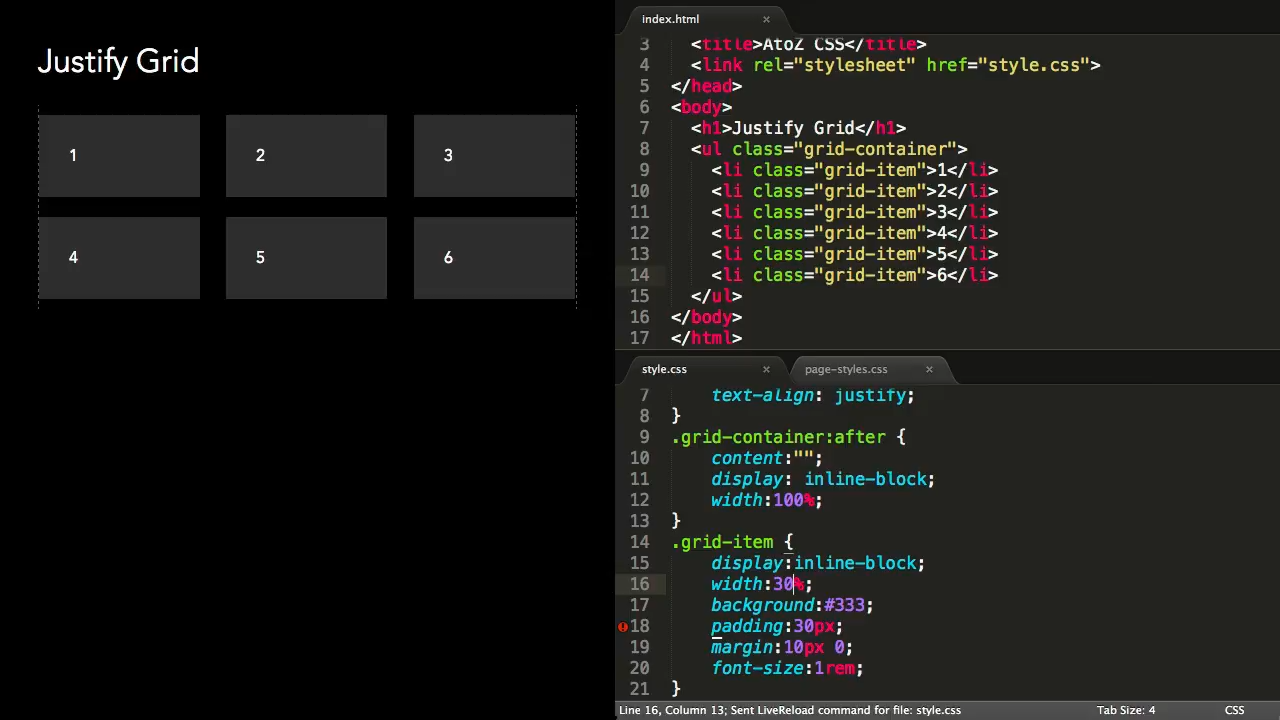 Justify Grid
1 2 3
4 5 6
index.html ×
3 <title>AtoZ CSS</title>
4 <link rel="stylesheet" href="style.css">
5 </head>
6 <body>
7 <h1>Justify Grid</h1>
8 <ul class="grid-container">
9 <li class="grid-item">1</li>
10 <li class="grid-item">2</li>
11 <li class="grid-item">3</li>
12 <li class="grid-item">4</li>
13 <li class="grid-item">5</li>
14 <li class="grid-item">6</li>
15 </ul>
16 </body>
17 </html>
style.css × page-styles.css ×
7 text-align: justify;
8 }
9 .grid-container:after {
10 content:"";
11 display: inline-block;
12 width:100%;
13 }
14 .grid-item {
15 display:inline-block;
16 width:30%;
17 background:#333;
18 padding:30px;
19 margin:10px 0;
20 font-size:1rem;
21 }
Line 16, Column 13; Sent LiveReload command for file: style.css Tab Size: 4 CSS